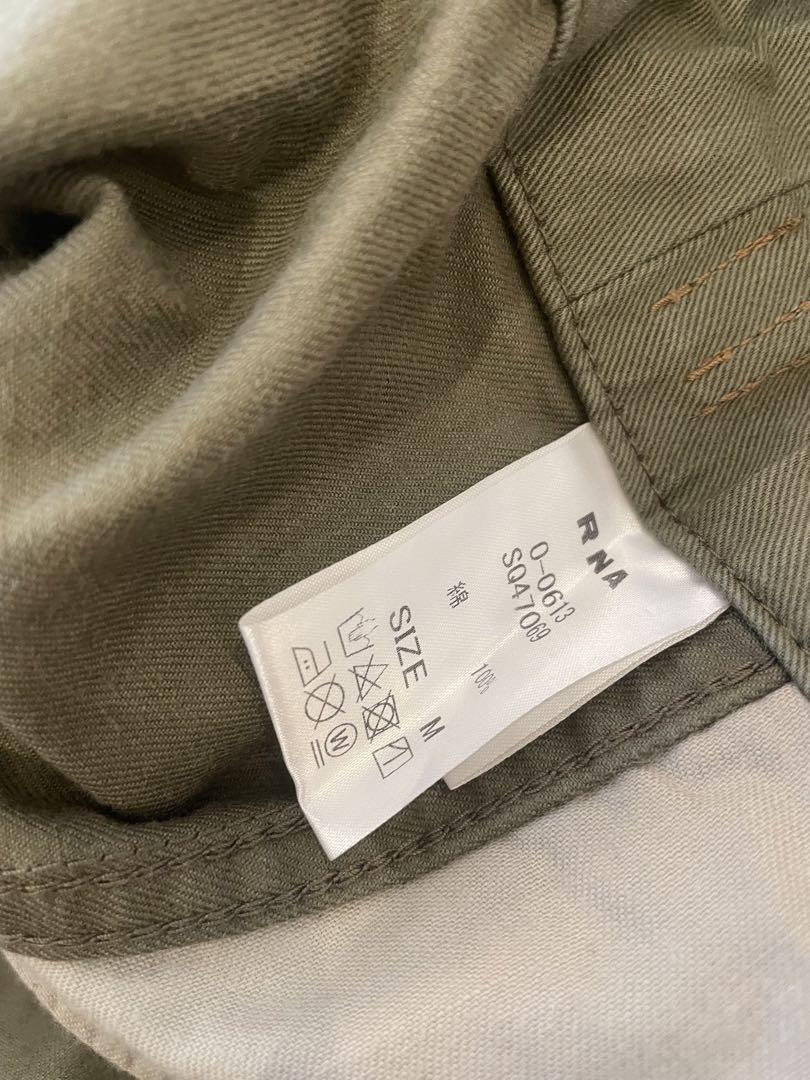 RNA
0-0613
SQ47069
綿 100%
SIZE M
W